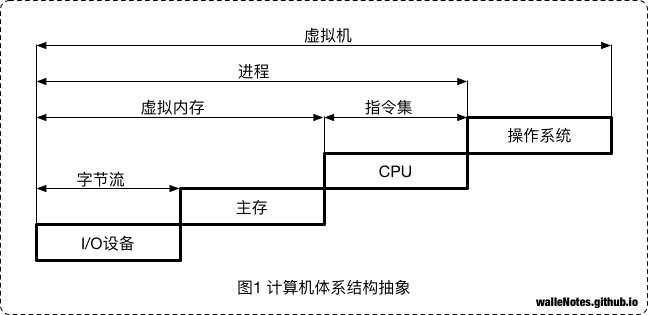 虚拟机
进程
虚拟内存
指令集
操作系统
CPU
字节流
主存
I/O设备
图1 计算机体系结构抽象
walleNotes.github.io